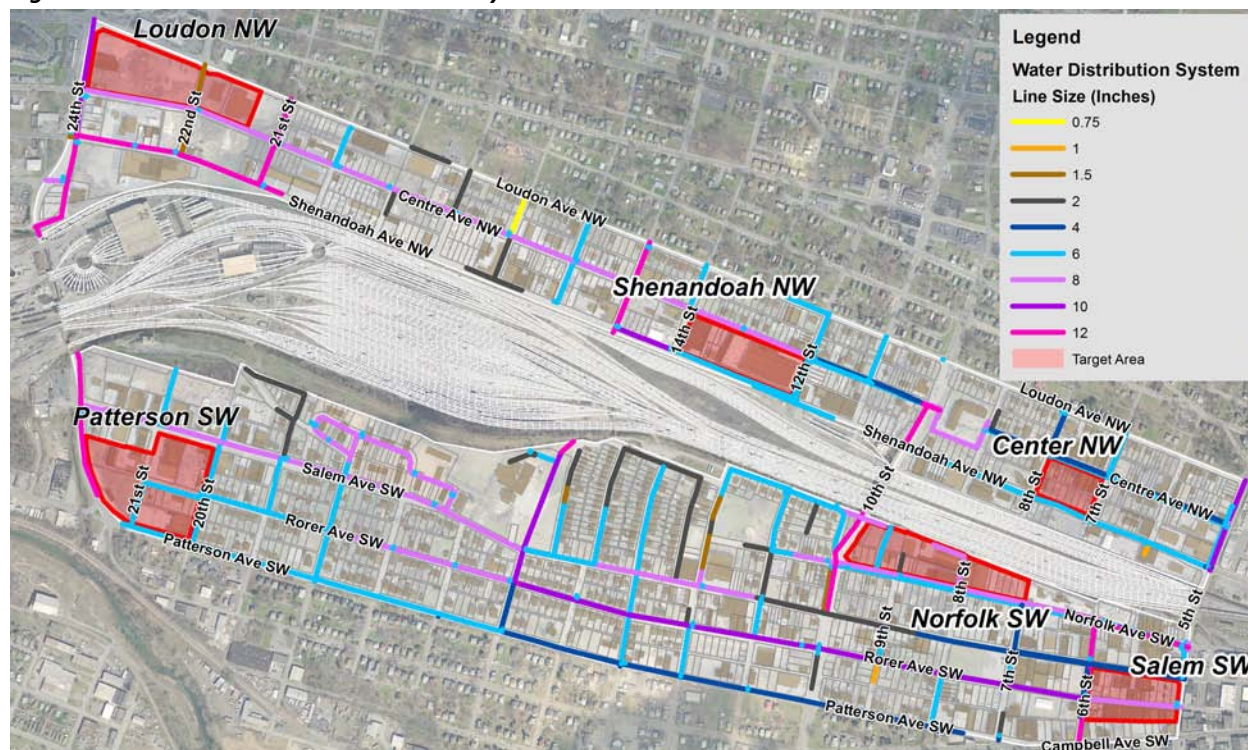 Loudon NW
24th St
22nd St
21st St
Loudon Ave NW
Centre Ave NW
Shenandoah Ave NW
Shenandoah NW
14th St
12th St
Loudon Ave NW
Shenandoah Ave NW
Center NW
Centre Ave NW
10th St
8th St
7th St
5th St
Patterson SW
21st St
20th St
Salem Ave SW
Rorer Ave SW
Patterson Ave SW
8th St
Norfolk SW
Norfolk Ave SW
9th St
Rorer Ave SW
7th St
6th St
Salem SW
Patterson Ave SW
Campbell Ave SW
Legend
Water Distribution System
Line Size (Inches)
0.75
1
1.5
2
4
6
8
10
12
Target Area